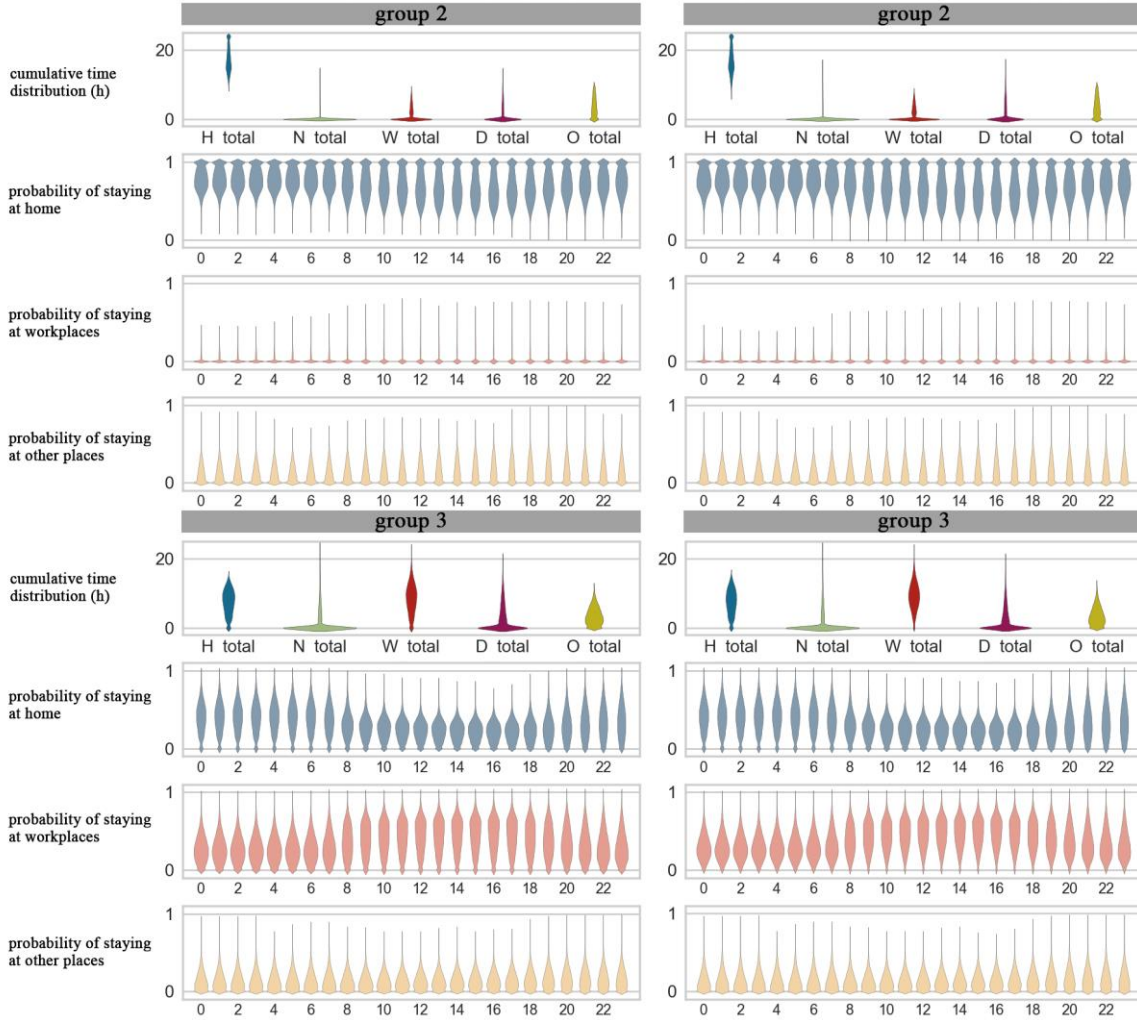 group 2 group 2
cumulative time
distribution (h)
20 20
0 0
H total N total W total D total O total H total N total W total D total O total
probability of staying
at home
1 1
0 0
0 2 4 6 8 10 12 14 16 18 20 22 0 2 4 6 8 10 12 14 16 18 20 22
probability of staying
at workplaces
1 1
0 0
0 2 4 6 8 10 12 14 16 18 20 22 0 2 4 6 8 10 12 14 16 18 20 22
probability of staying
at other places
1 1
0 0
0 2 4 6 8 10 12 14 16 18 20 22 0 2 4 6 8 10 12 14 16 18 20 22
group 3 group 3
cumulative time
distribution (h)
20 20
0 0
H total N total W total D total O total H total N total W total D total O total
probability of staying
at home
1 1
0 0
0 2 4 6 8 10 12 14 16 18 20 22 0 2 4 6 8 10 12 14 16 18 20 22
probability of staying
at workplaces
1 1
0 0
0 2 4 6 8 10 12 14 16 18 20 22 0 2 4 6 8 10 12 14 16 18 20 22
probability of staying
at other places
1 1
0 0
0 2 4 6 8 10 12 14 16 18 20 22 0 2 4 6 8 10 12 14 16 18 20 22